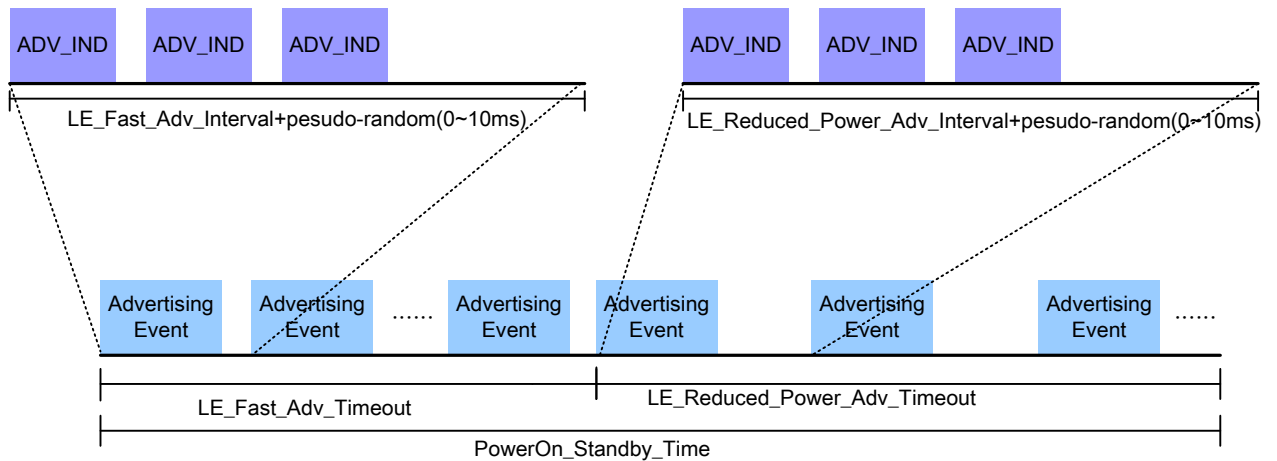 ADV_IND ADV_IND ADV_IND ADV_IND ADV_IND ADV_IND
LE_Fast_Adv_Interval+pesudo-random(0~10ms) LE_Reduced_Power_Adv_Interval+pesudo-random(0~10ms)
Advertising Advertising Advertising Advertising Advertising Advertising
Event Event ...... Event Event Event Event ......
LE_Fast_Adv_Timeout LE_Reduced_Power_Adv_Timeout
PowerOn_Standby_Time